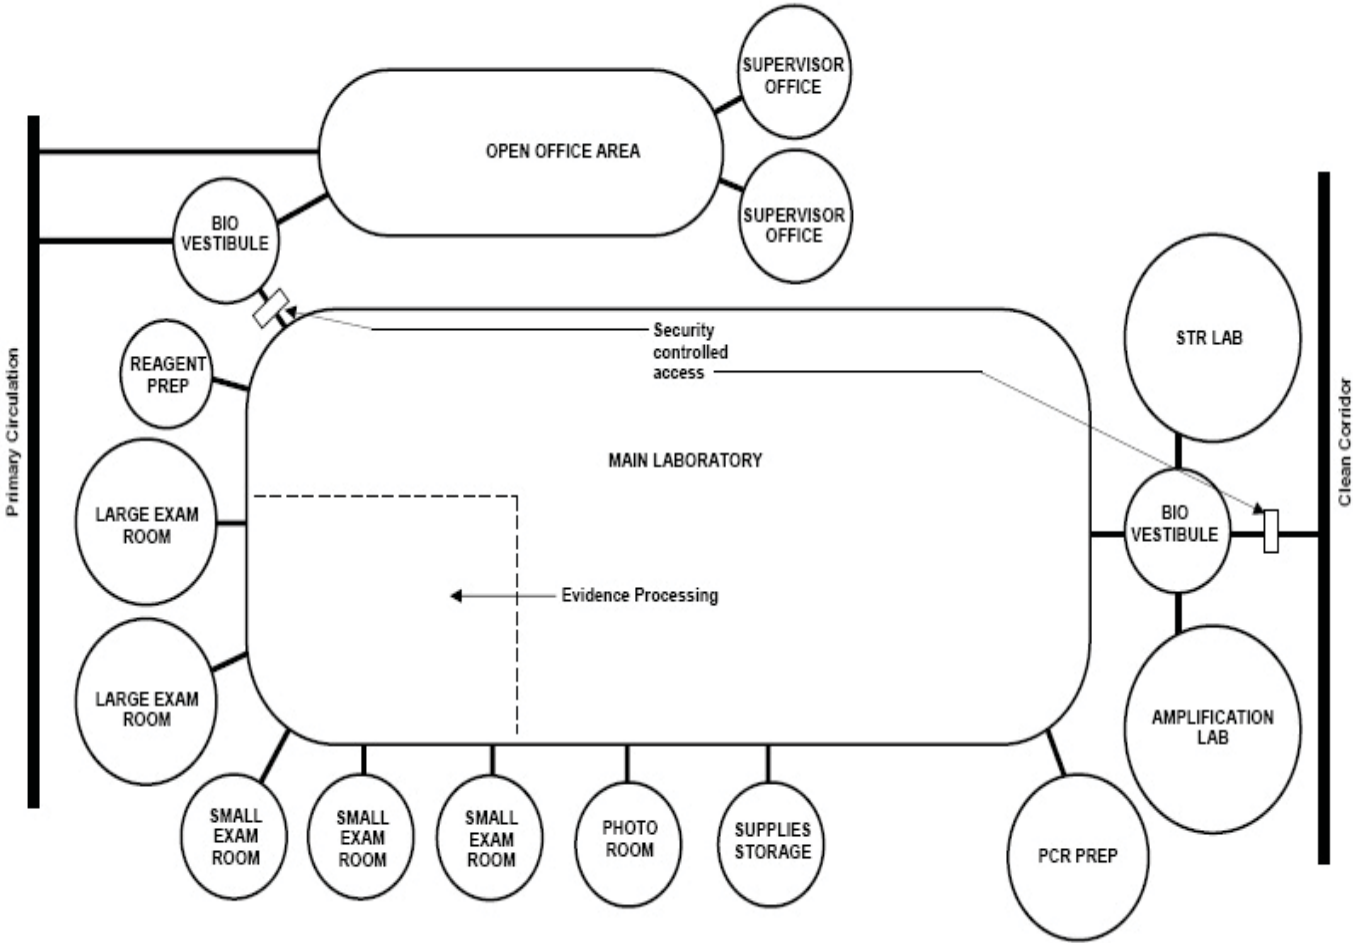 SUPERVISOR
OFFICE
OPEN OFFICE AREA
SUPERVISOR
OFFICE
BIO
VESTIBULE
Security
controlled
access
REAGENT
PREP
STR LAB
Primary Circulation
Clean Corridor
MAIN LABORATORY
LARGE EXAM
ROOM
BIO
VESTIBULE
Evidence Processing
LARGE EXAM
ROOM
AMPLIFICATION
LAB
SMALL
EXAM
ROOM
SMALL
EXAM
ROOM
SMALL
EXAM
ROOM
PHOTO
ROOM
SUPPLIES
STORAGE
PCR PREP